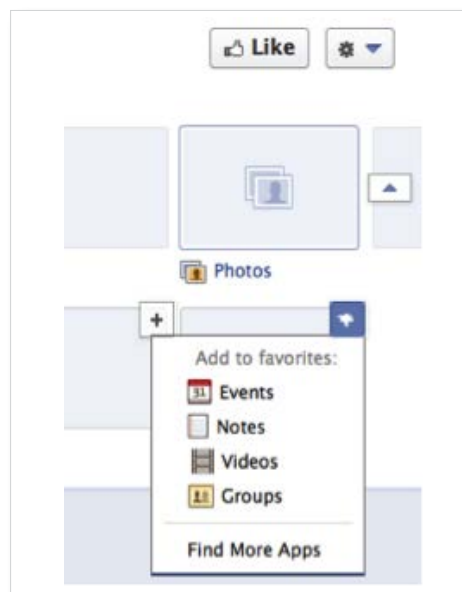 Like
Photos
Add to favorites:
31 Events
Notes
Videos
Groups
Find More Apps